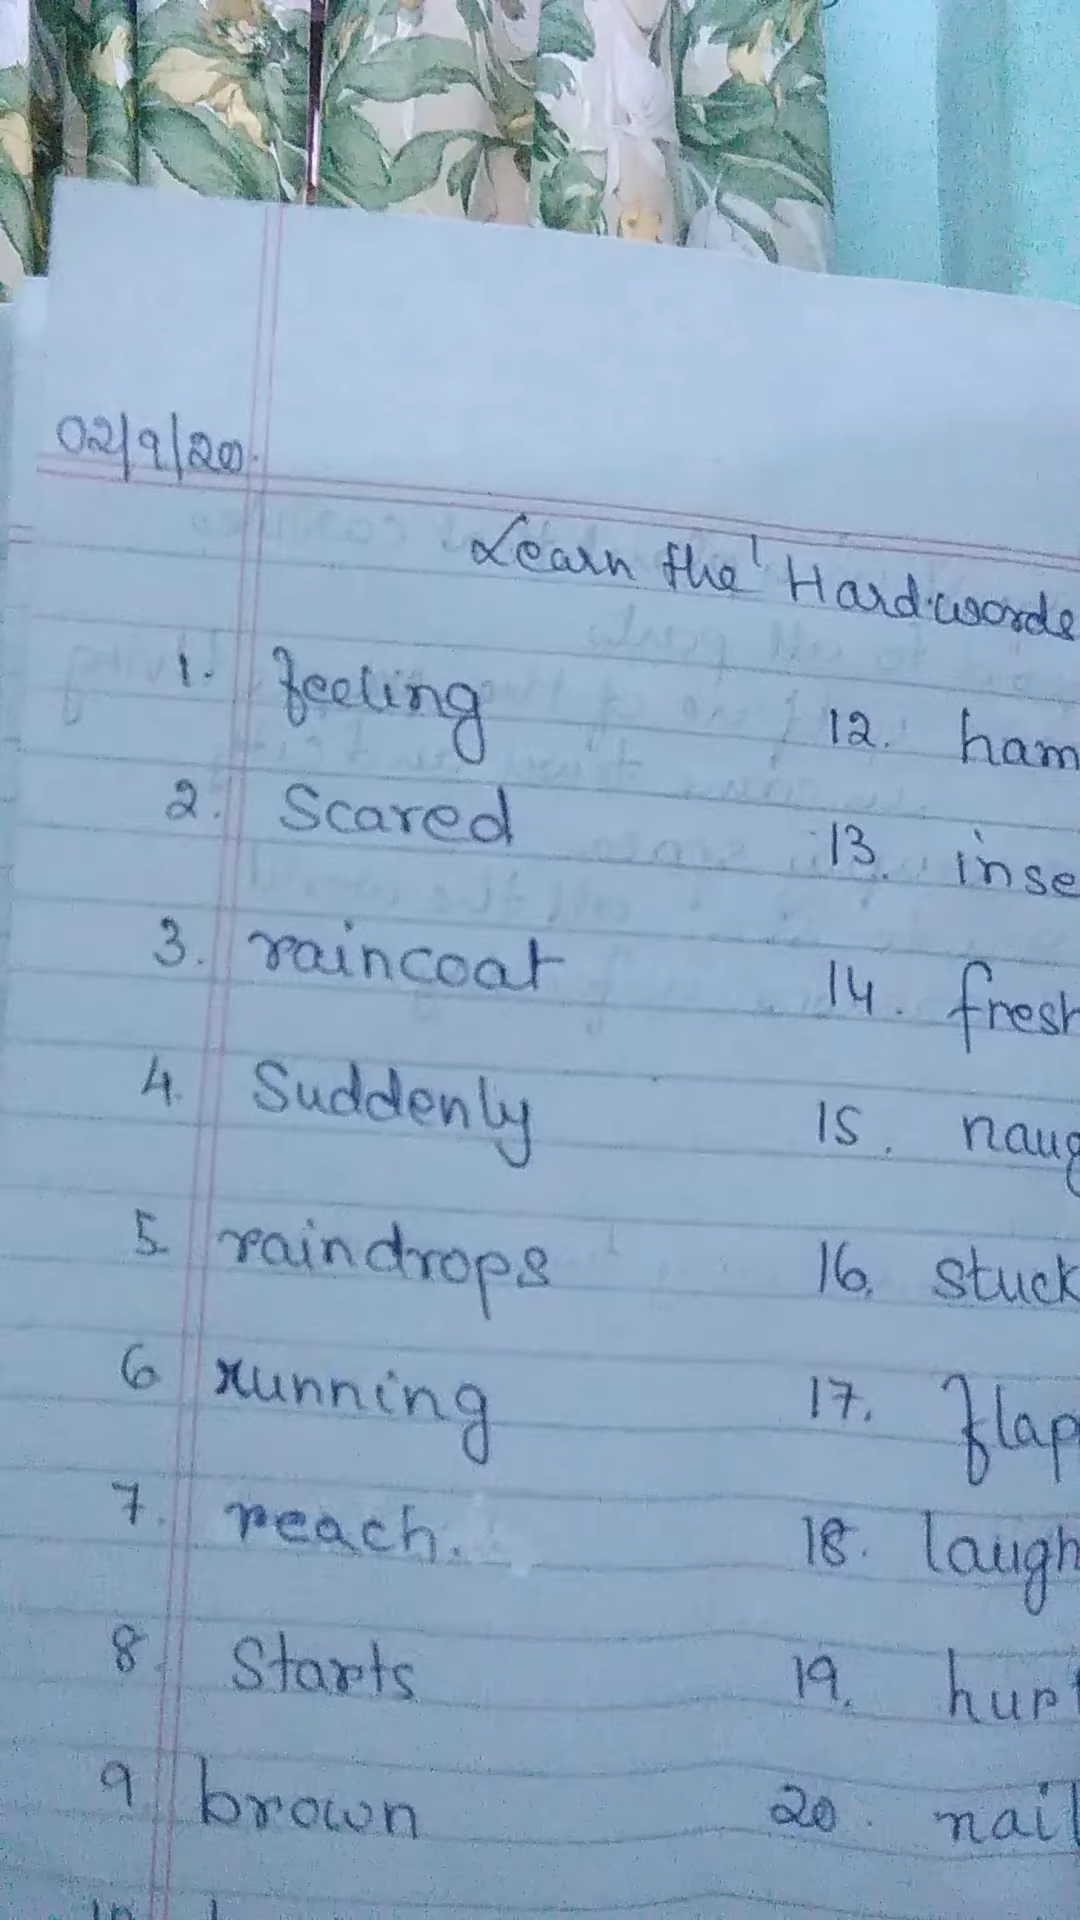 02/9/20.
Learn the Hard words
1. feeling
2. Scared
3. raincoat
4. Suddenly
5. raindrops
6 running
7. reach.
8. Starts
9 brown
12. ham
13. inse
14. fresh
15. naug
16. stuck
17. flap
18. laugh
19. hurt
20. nail